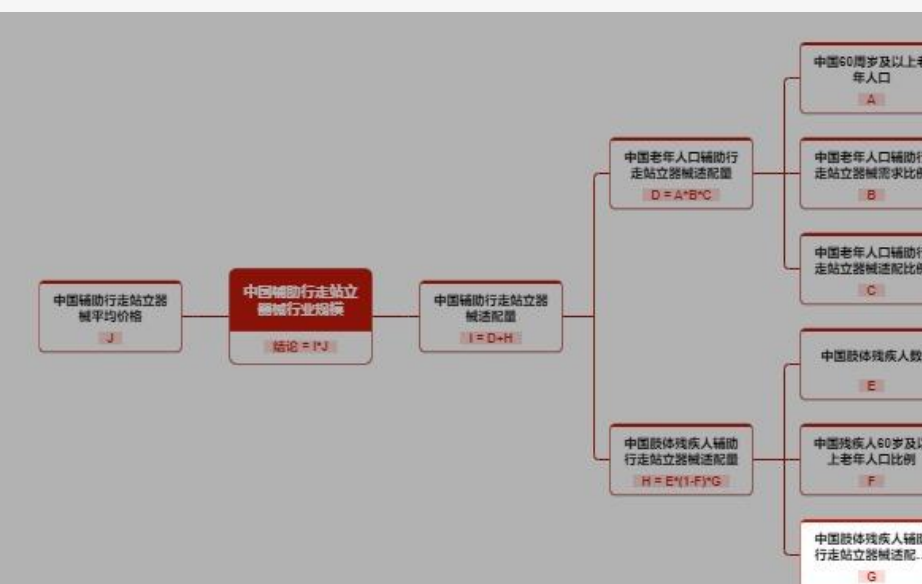 中国60周岁及以上老
年人口
A
中国老年人口辅助行
走站立器械适配量
D = A*B*C
中国老年人口辅助行
走站立器械需求比例
B
中国老年人口辅助行
走站立器械适配比例
C
中国辅助行走站立器
械平均价格
J
中国辅助行走站立
器械行业规模
结论 = I*J
中国辅助行走站立器
械适配量
I = D+H
中国肢体残疾人数
E
中国肢体残疾人辅助
行走站立器械适配量
H = E*(1-F)*G
中国残疾人60岁及以
上老年人口比例
F
中国肢体残疾人辅助
行走站立器械适配...
G